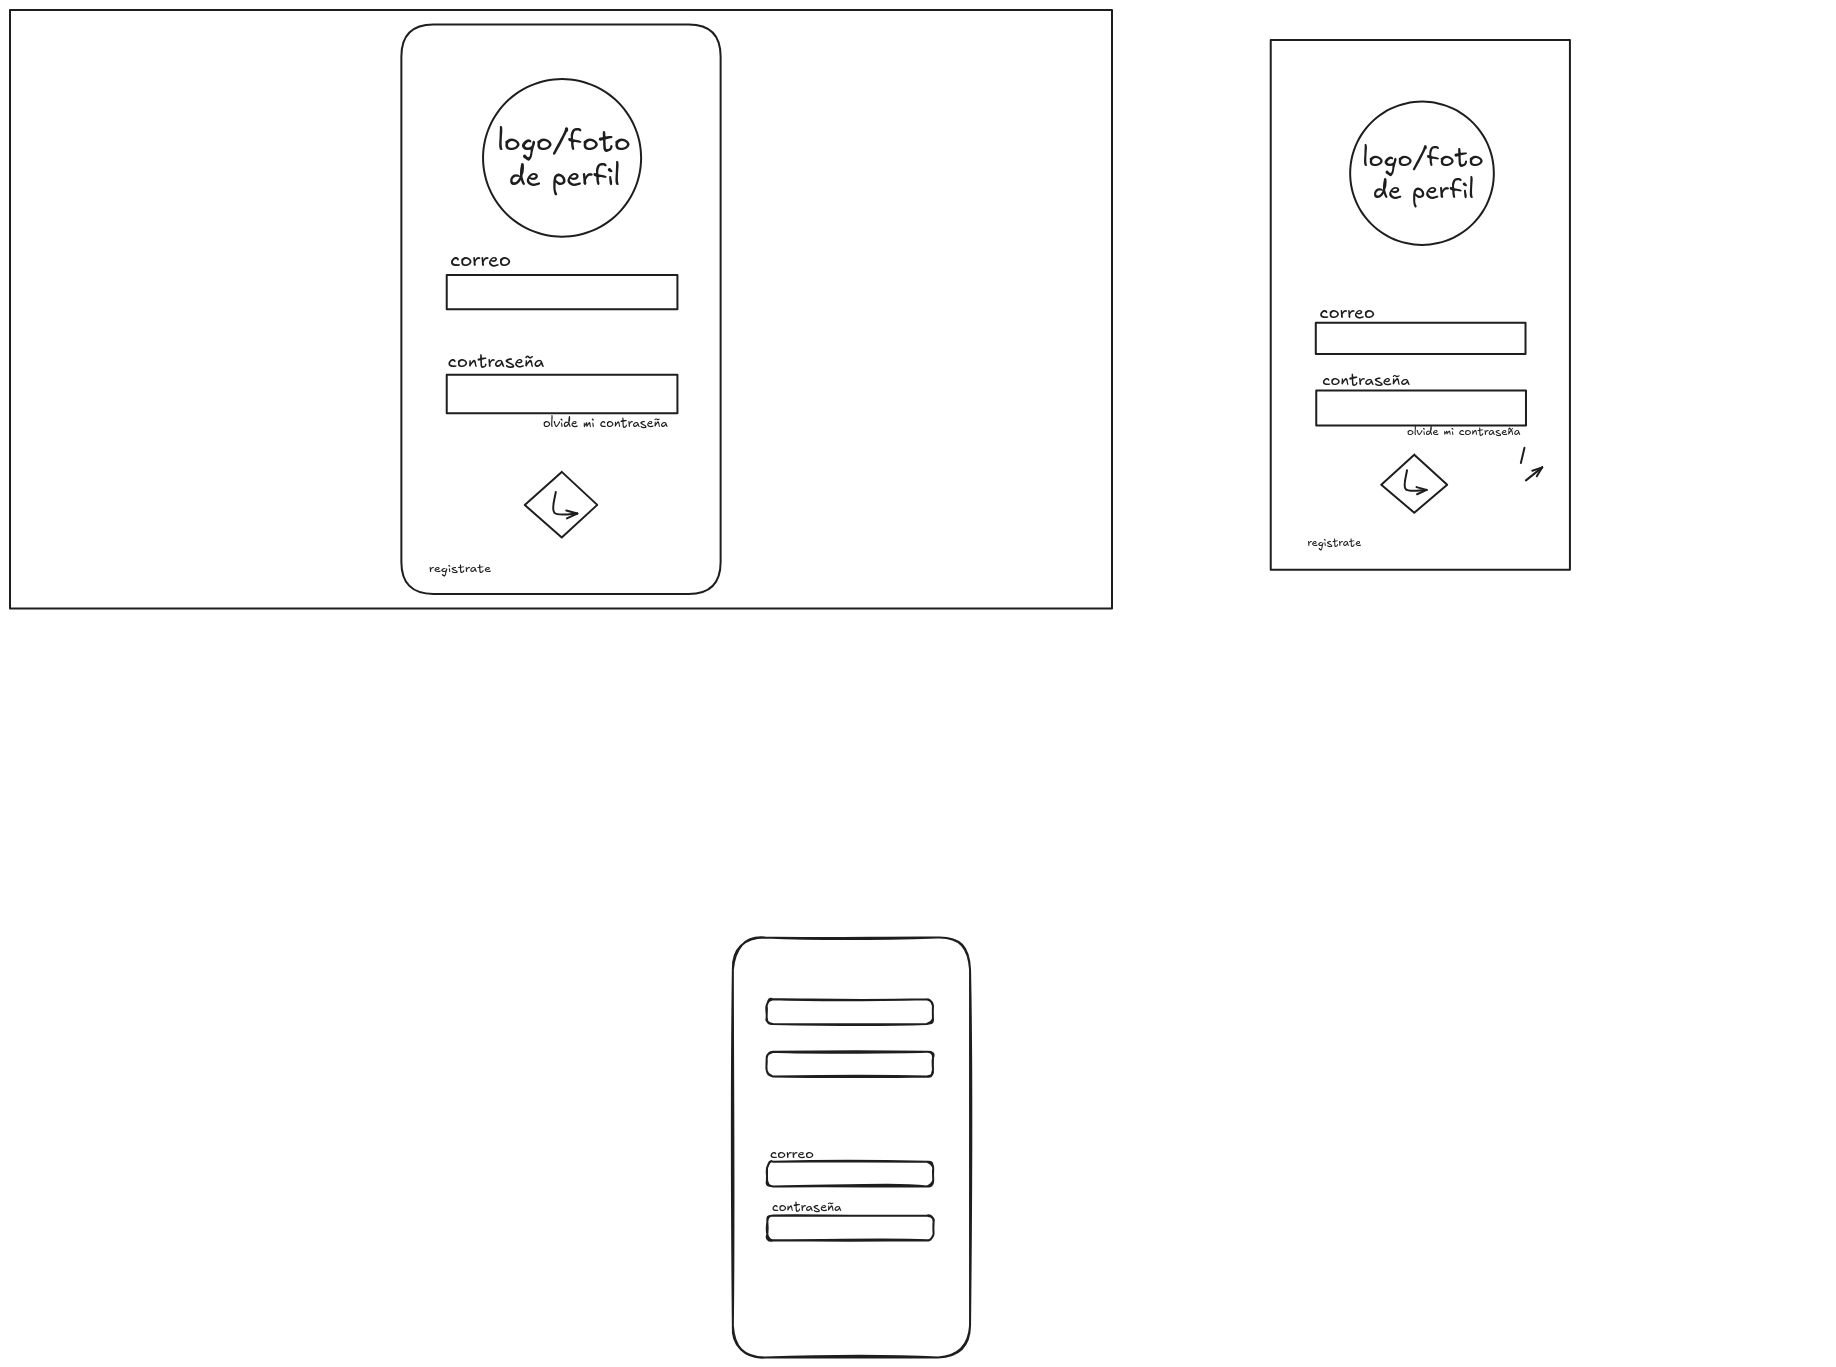 logo/foto
de perfil
correo
contraseña
olvide mi contraseña
registrate
logo/foto
de perfil
correo
contraseña
olvide mi contraseña
registrate
correo
contraseña